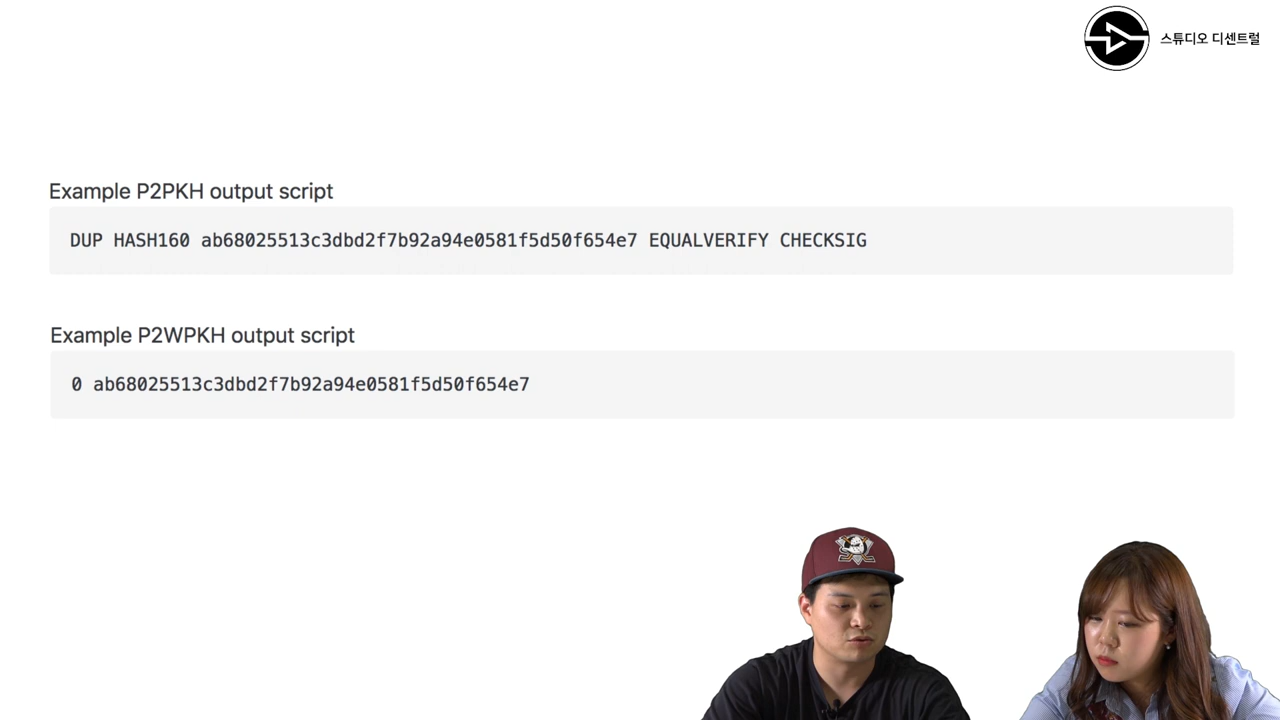 스튜디오 디센트럴
Example P2PKH output script
DUP HASH160 ab68025513c3dbd2f7b92a94e0581f5d50f654e7 EQUALVERIFY CHECKSIG
Example P2WPKH output script
0 ab68025513c3dbd2f7b92a94e0581f5d50f654e7